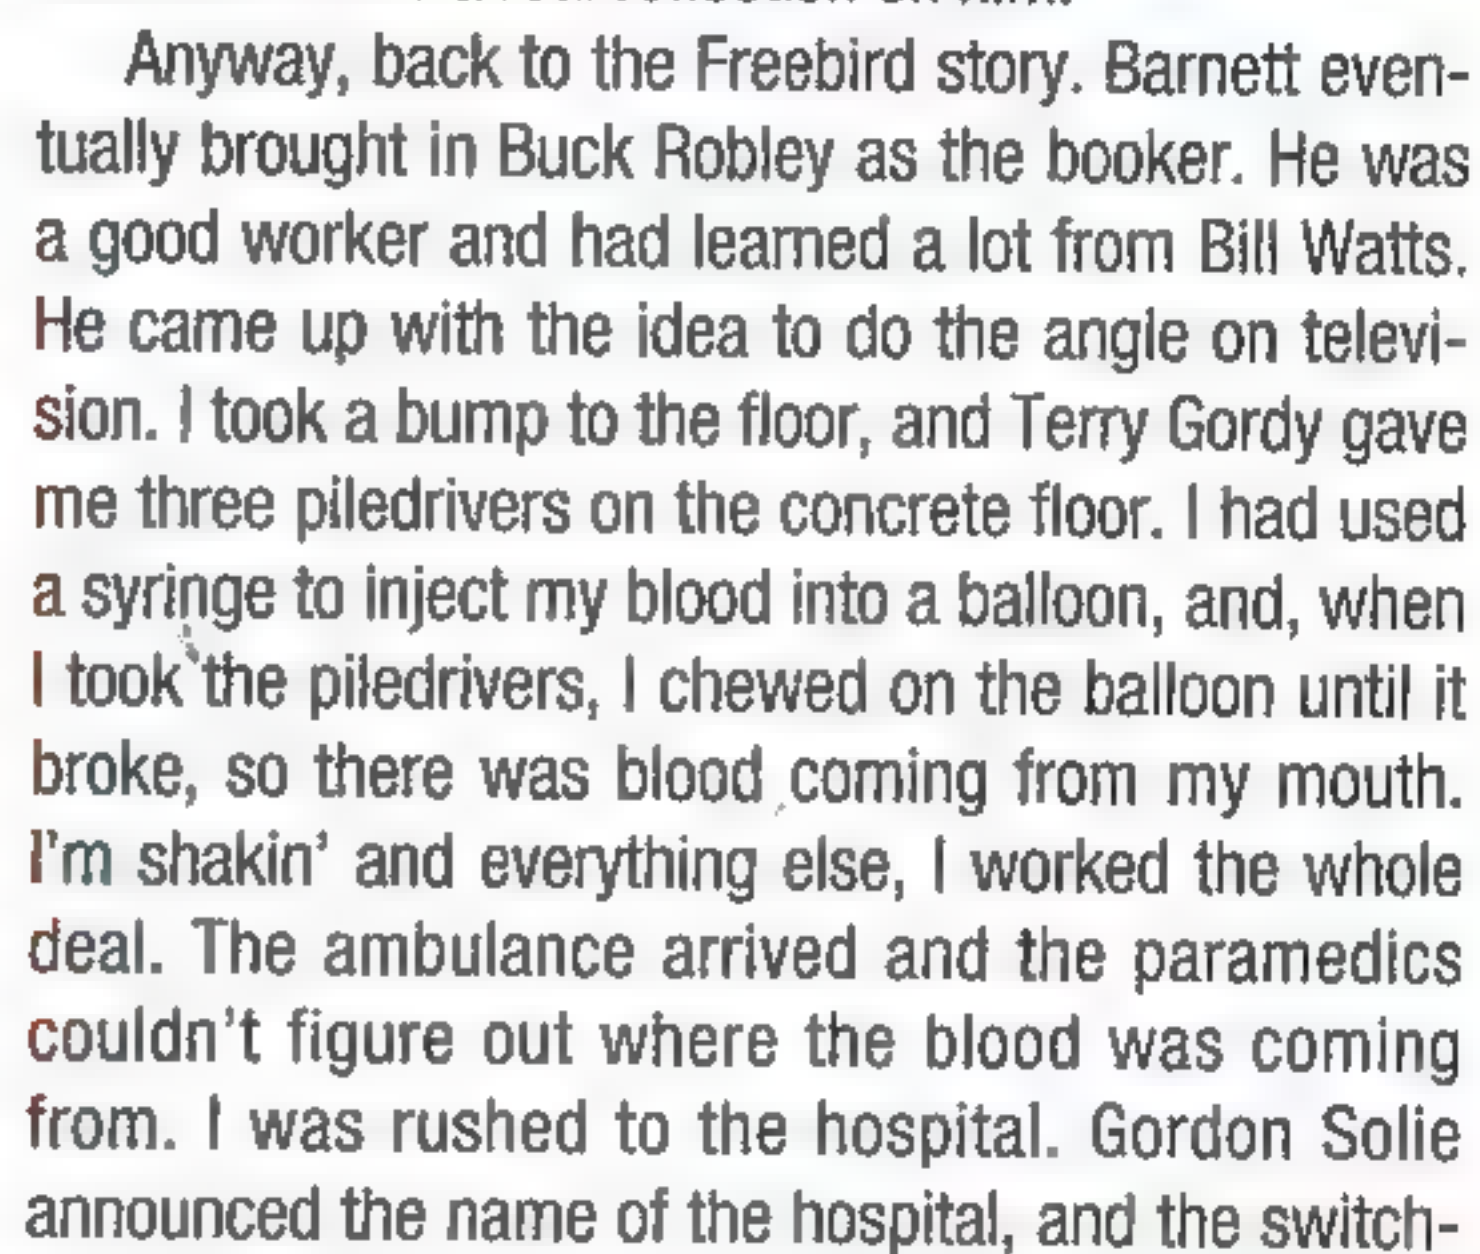 Anyway, back to the Freebird story. Barnett even-
tually brought in Buck Robley as the booker. He was
a good worker and had learned a lot from Bill Watts.
He came up with the idea to do the angle on televi-
sion. I took a bump to the floor, and Terry Gordy gave
me three piledrivers on the concrete floor. I had used
a syringe to inject my blood into a balloon, and, when
I took the piledrivers, I chewed on the balloon until it
broke, so there was blood coming from my mouth.
I'm shakin' and everything else, I worked the whole
deal. The ambulance arrived and the paramedics
couldn't figure out where the blood was coming
from. I was rushed to the hospital. Gordon Solie
announced the name of the hospital, and the switch-